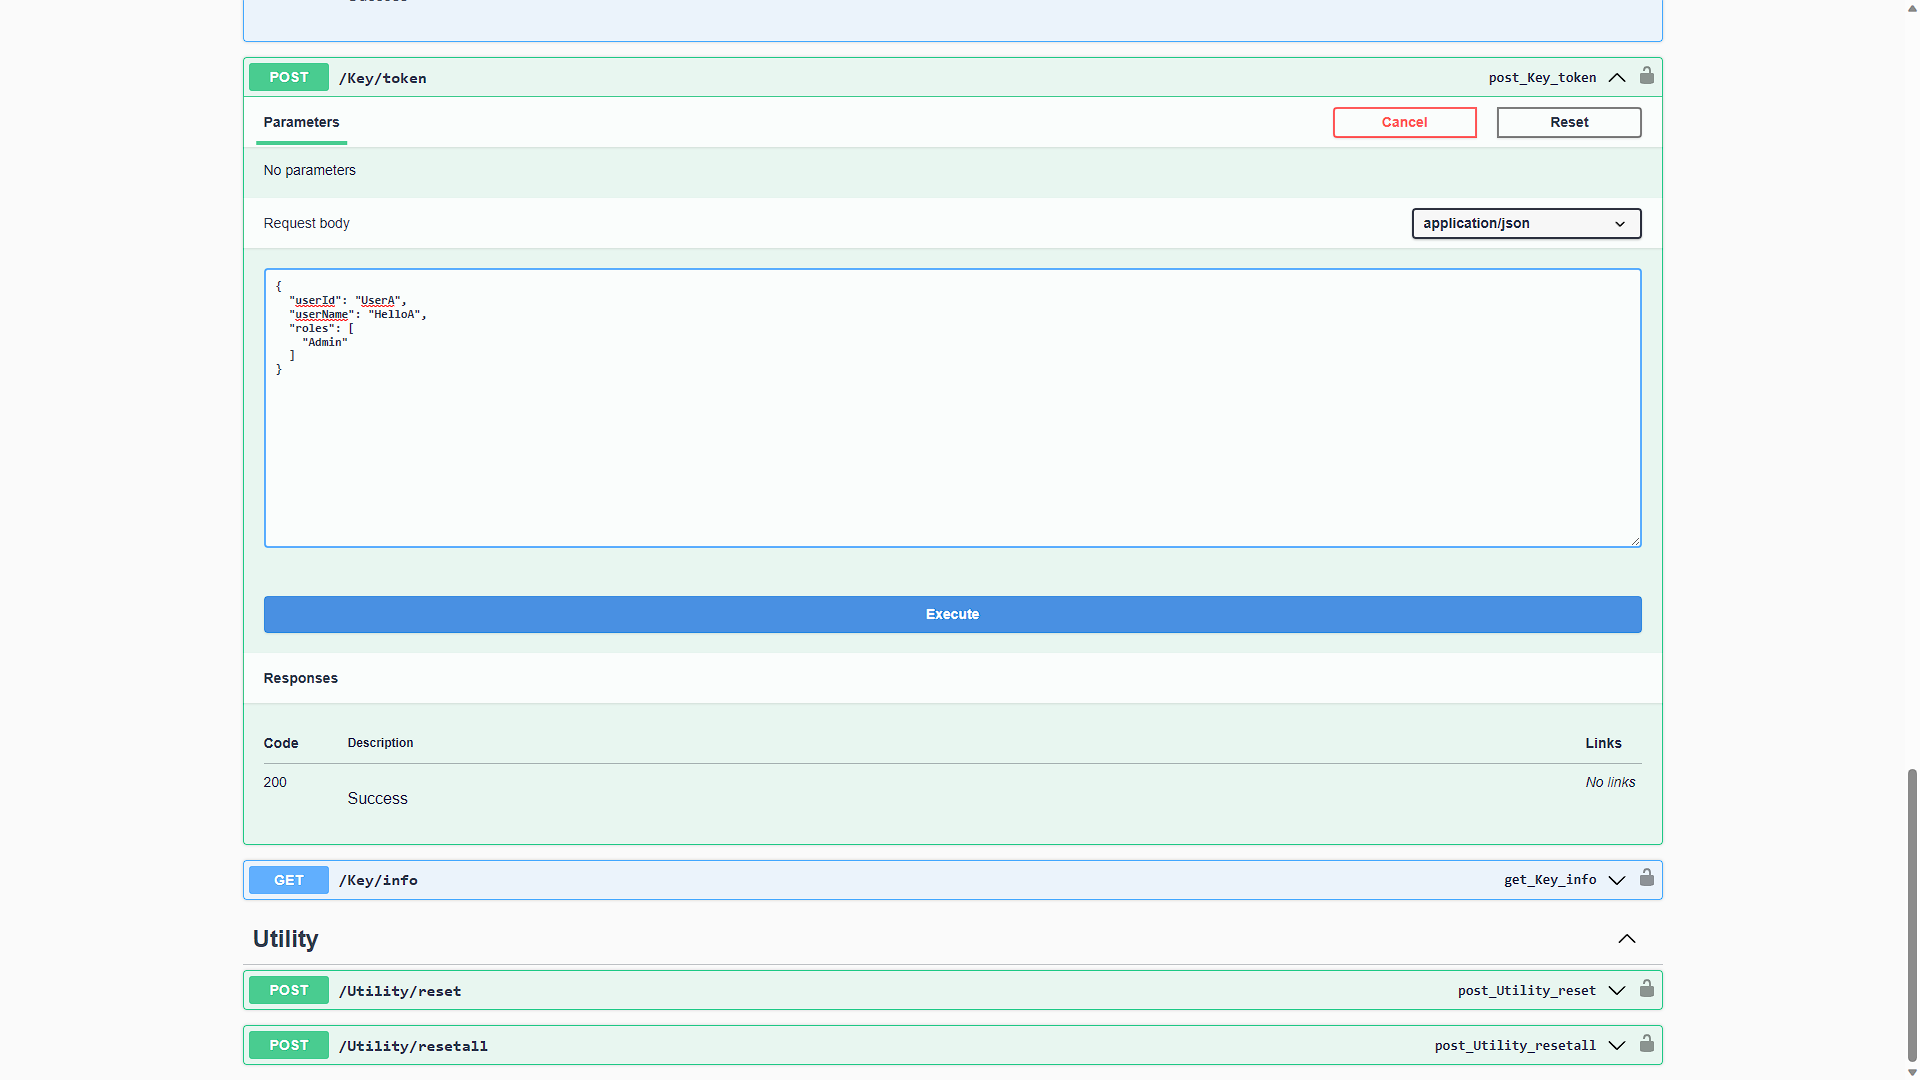 POST /Key/token post_Key_token
Parameters Cancel Reset
No parameters
Request body application/json
{
  "userId": "UserA",
  "userName": "HelloA",
  "roles": [
    "Admin"
  ]
}
Execute
Responses
Code Description Links
200 Success No links
GET /Key/info get_Key_info
Utility
POST /Utility/reset post_Utility_reset
POST /Utility/resetall post_Utility_resetall